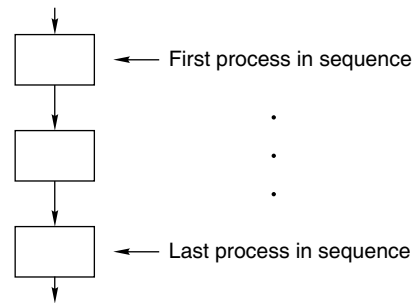 First process in sequence
.
.
.
Last process in sequence